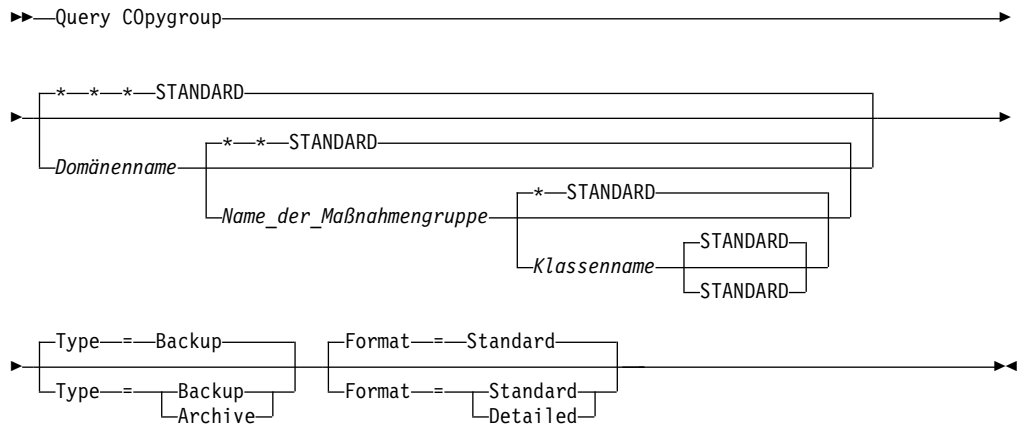 Query COpygroup
* * * STANDARD
Domänenname
* * STANDARD
Name_der_Maßnahmengruppe
* STANDARD
Klassenname
STANDARD
STANDARD
Type = Backup Format = Standard
Type = Backup Format = Standard
Archive Detailed